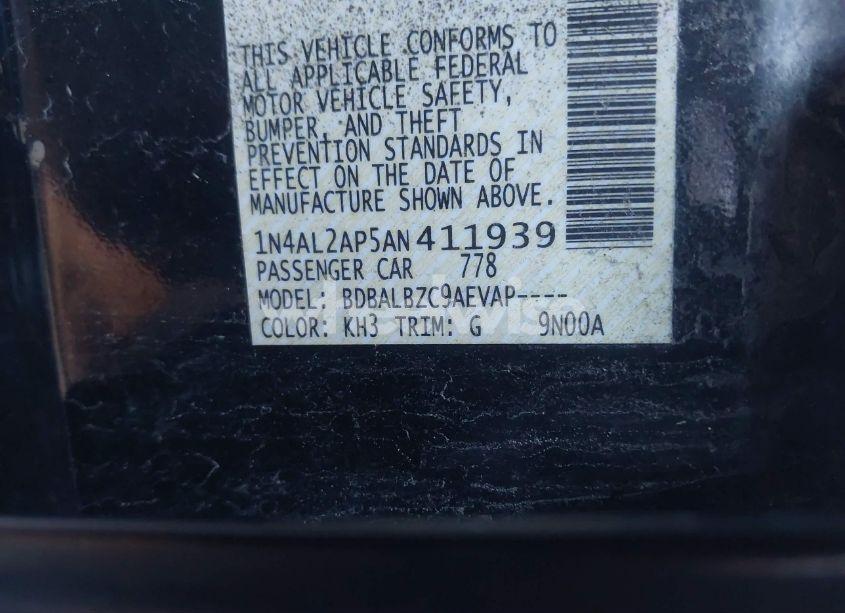 THIS VEHICLE CONFORMS TO
ALL APPLICABLE FEDERAL
MOTOR VEHICLE SAFETY,
BUMPER, AND THEFT
PREVENTION STANDARDS IN
EFFECT ON THE DATE OF
MANUFACTURE SHOWN ABOVE.
1N4AL2AP5AN411939
PASSENGER CAR 778
MODEL: BDBALBZC9AEVAP----
COLOR: KH3 TRIM: G 9N00A